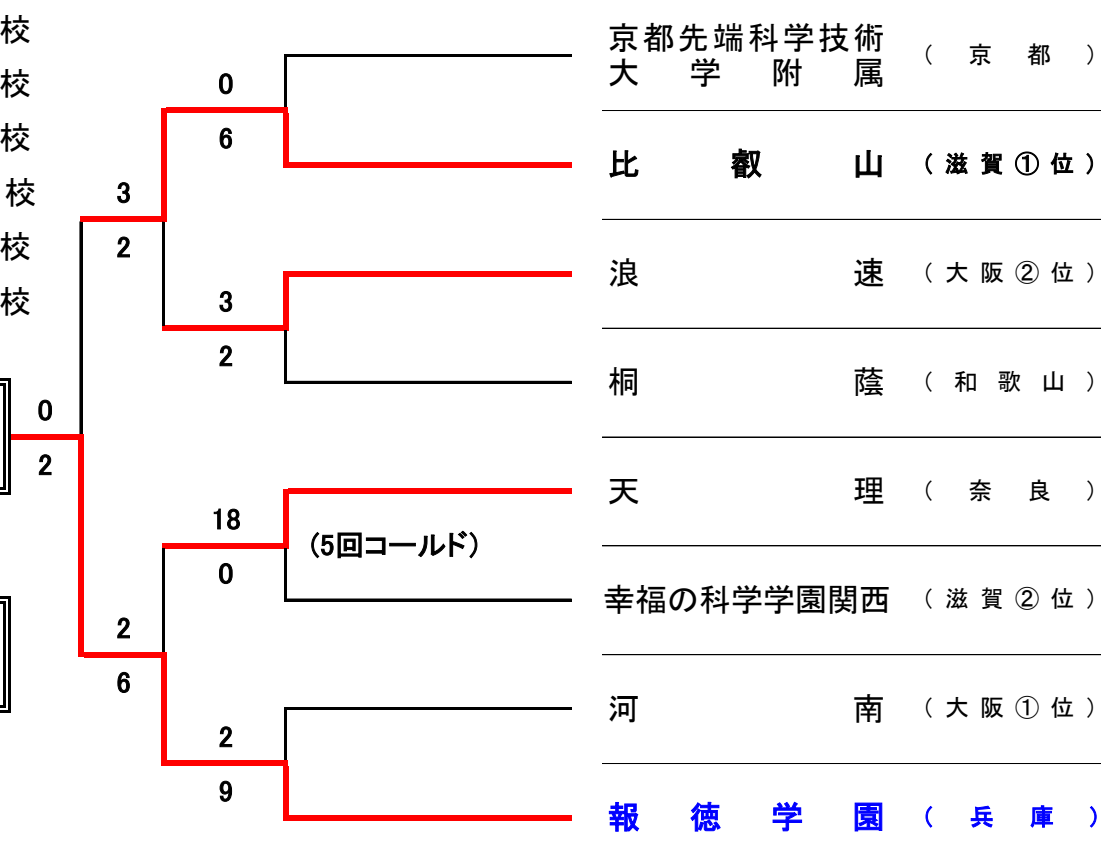 校
校
校
校
校
校
京都先端科学技術
大学附属
(京都)
0
6
比叡山
(滋賀①位)
3
2
浪速
(大阪②位)
3
2
桐蔭
(和歌山)
0
2
天理
(奈良)
18
(5回コールド)
0
幸福の科学学園関西
(滋賀②位)
2
6
河南
(大阪①位)
2
9
報徳学園
(兵庫)